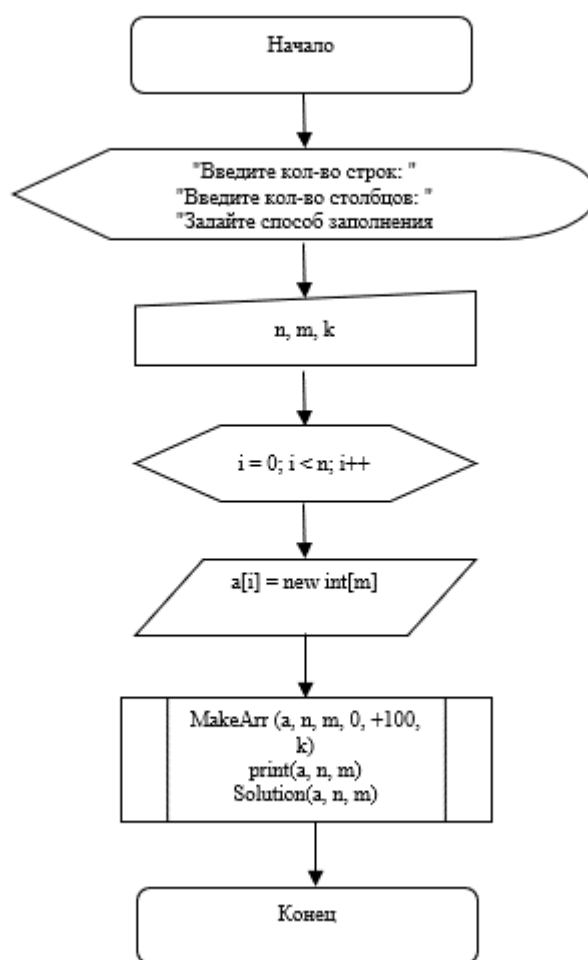 Начало
"Введите кол-во строк: "
"Введите кол-во столбцов: "
"Задайте способ заполнения
n, m, k
i = 0; i < n; i++
a[i] = new int[m]
MakeArr (a, n, m, 0, +100,
k)
print(a, n, m)
Solution(a, n, m)
Конец